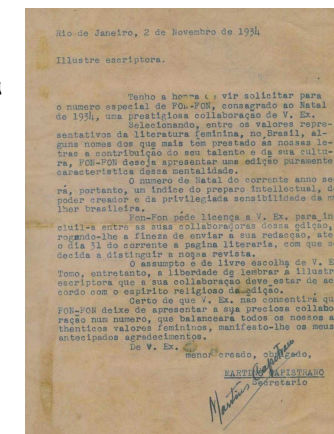 Rio de Janeiro, 2 de Novembro de 1934
Illustre escriptora.
Tenho a honra vir solicitar para
o numero especial de FON-FON, consagrado ao Natal
de 1934, uma prestigiosa collaboração de V. Ex.
Selecionando, entre os valores repre-
sentativos da literatura feminina, no Brasil, al-
guns nomes dos que mais tem prestado ás nossas le-
tras a contribuição do seu talento e da sua cultu-
ra, FON-FON deseja apresentar uma edição puramente
caracteristica dessa mentalidade.
O numero de Natal do corrente anno se-
rá, portanto, um indice do preparo intellectual, do
poder creador e da privilegiada sensibilidade da mu
lher brasileira.
Fon-Fon péde licença a V. Ex. para in
cluil-a entre as suas collaboradoras dessa edição,
rogando-lhe a fineza de enviar á sua redacção, até
o dia 31 do corrente a pagina literaria, com que se
decida a distinguir a nossa revista.
O assumpto é de livre escolha de V. E
Tomo, entretanto, a liberdade de lembrar á illustre
escriptora que a sua collaboração deve estar de ac
cordo com o espirito religioso da edição.
Certo de que V. Ex. não consentirá que
FON-FON deixe de apresentar a sua preciosa collabo
ração num numero, que balanceará todos os nossos au
thenticos valores femininos, manifesto-lhe os meus
antecipados agradecimentos.
De V. Ex.
menor creado, obrigado,
MARTINS CAPISTRANO
Secretario
Martins Capistrano